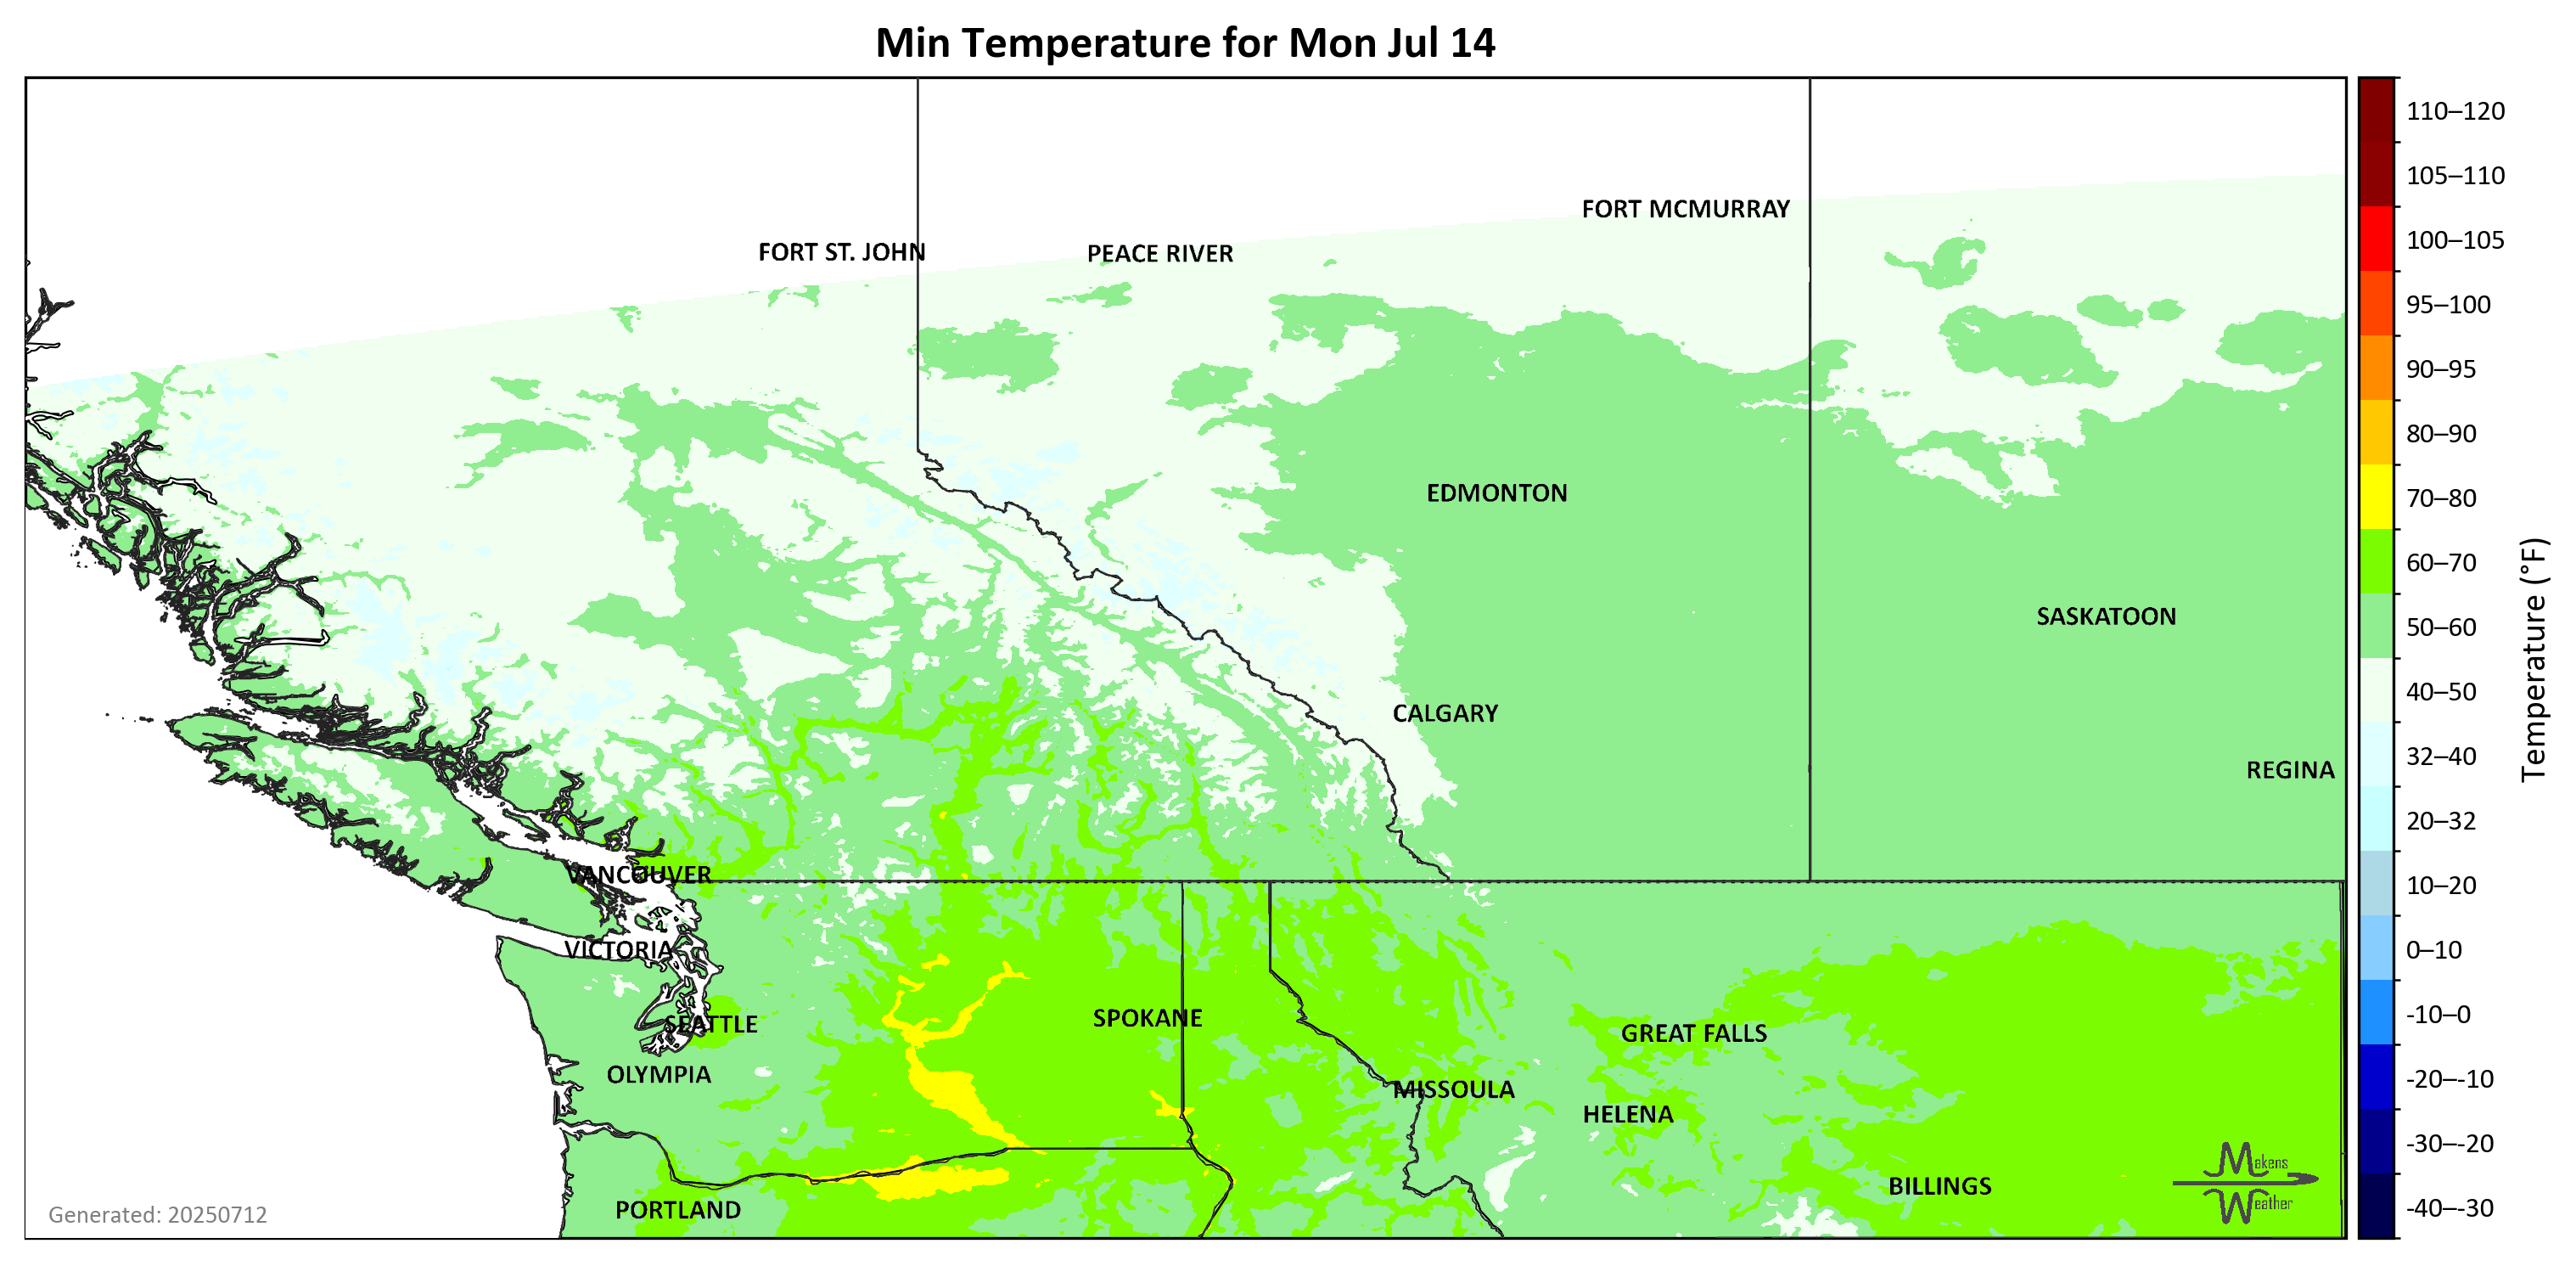 Min Temperature for Mon Jul 14
FORT MCMURRAY
FORT ST. JOHN
PEACE RIVER
EDMONTON
SASKATOON
CALGARY
REGINA
VANCOUVER
VICTORIA
SEATTLE
SPOKANE
GREAT FALLS
OLYMPIA
MISSOULA
HELENA
PORTLAND
BILLINGS
Makens
Weather
Generated: 20250712
110–120
105–110
100–105
95–100
90–95
80–90
70–80
60–70
50–60
40–50
32–40
20–32
10–20
0–10
-10–0
-20–-10
-30–-20
-40–-30
Temperature (°F)